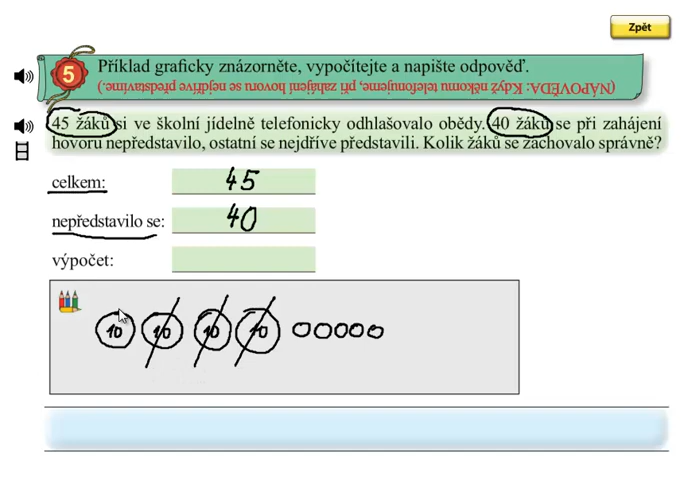 Zpět
5 Příklad graficky znázorněte, vypočítejte a napište odpověď.
(NÁPOVĚDA: Když někomu telefonujeme, při zahájení hovoru se nejdříve představíme.)
45 žáků si ve školní jídelně telefonicky odhlašovalo obědy. 40 žáků se při zahájení
hovoru nepředstavilo, ostatní se nejdříve představili. Kolik žáků se zachovalo správně?
celkem: 45
nepředstavilo se: 40
výpočet:
10 10 10 10